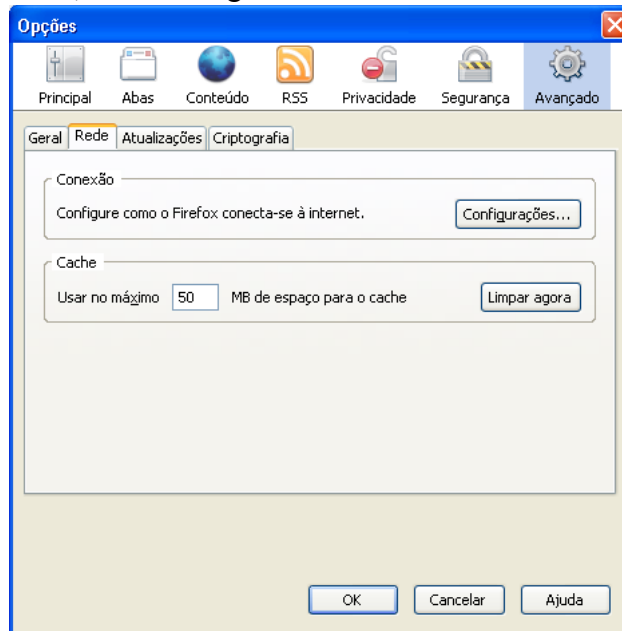 Opções
Principal Abas Conteúdo RSS Privacidade Segurança Avançado
Geral Rede Atualizações Criptografia
Conexão
Configure como o Firefox conecta-se à internet. Configurações...
Cache
Usar no máximo 50 MB de espaço para o cache Limpar agora
OK Cancelar Ajuda